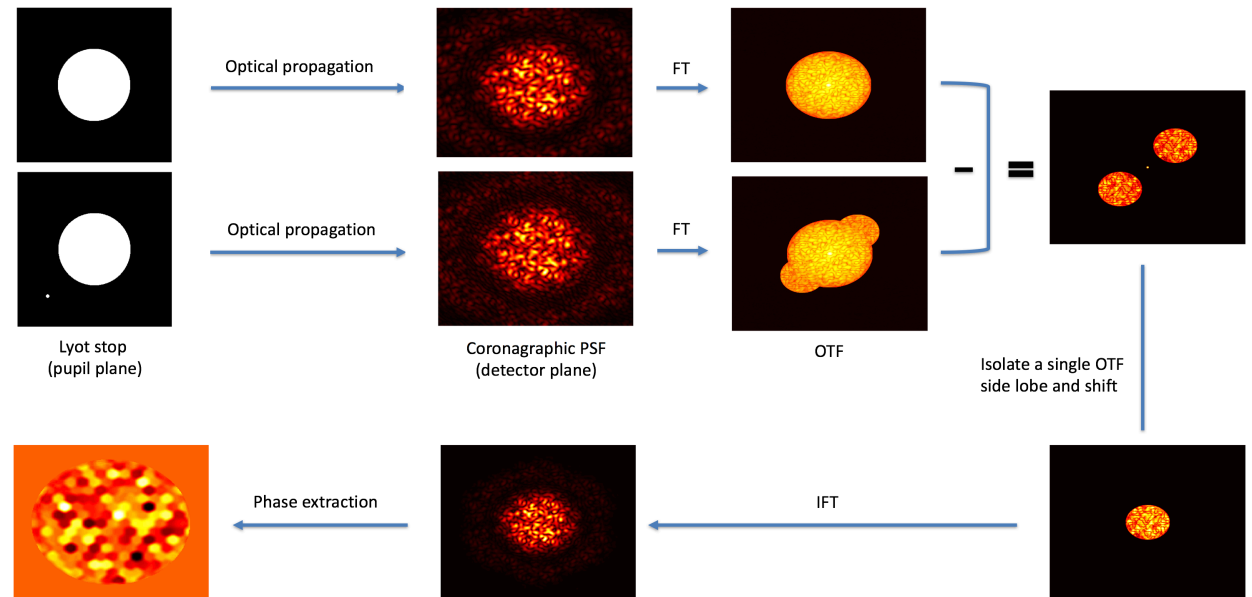 Optical propagation
FT
-
=
Optical propagation
FT
Lyot stop
(pupil plane)
Coronagraphic PSF
(detector plane)
OTF
Isolate a single OTF
side lobe and shift
Phase extraction
IFT